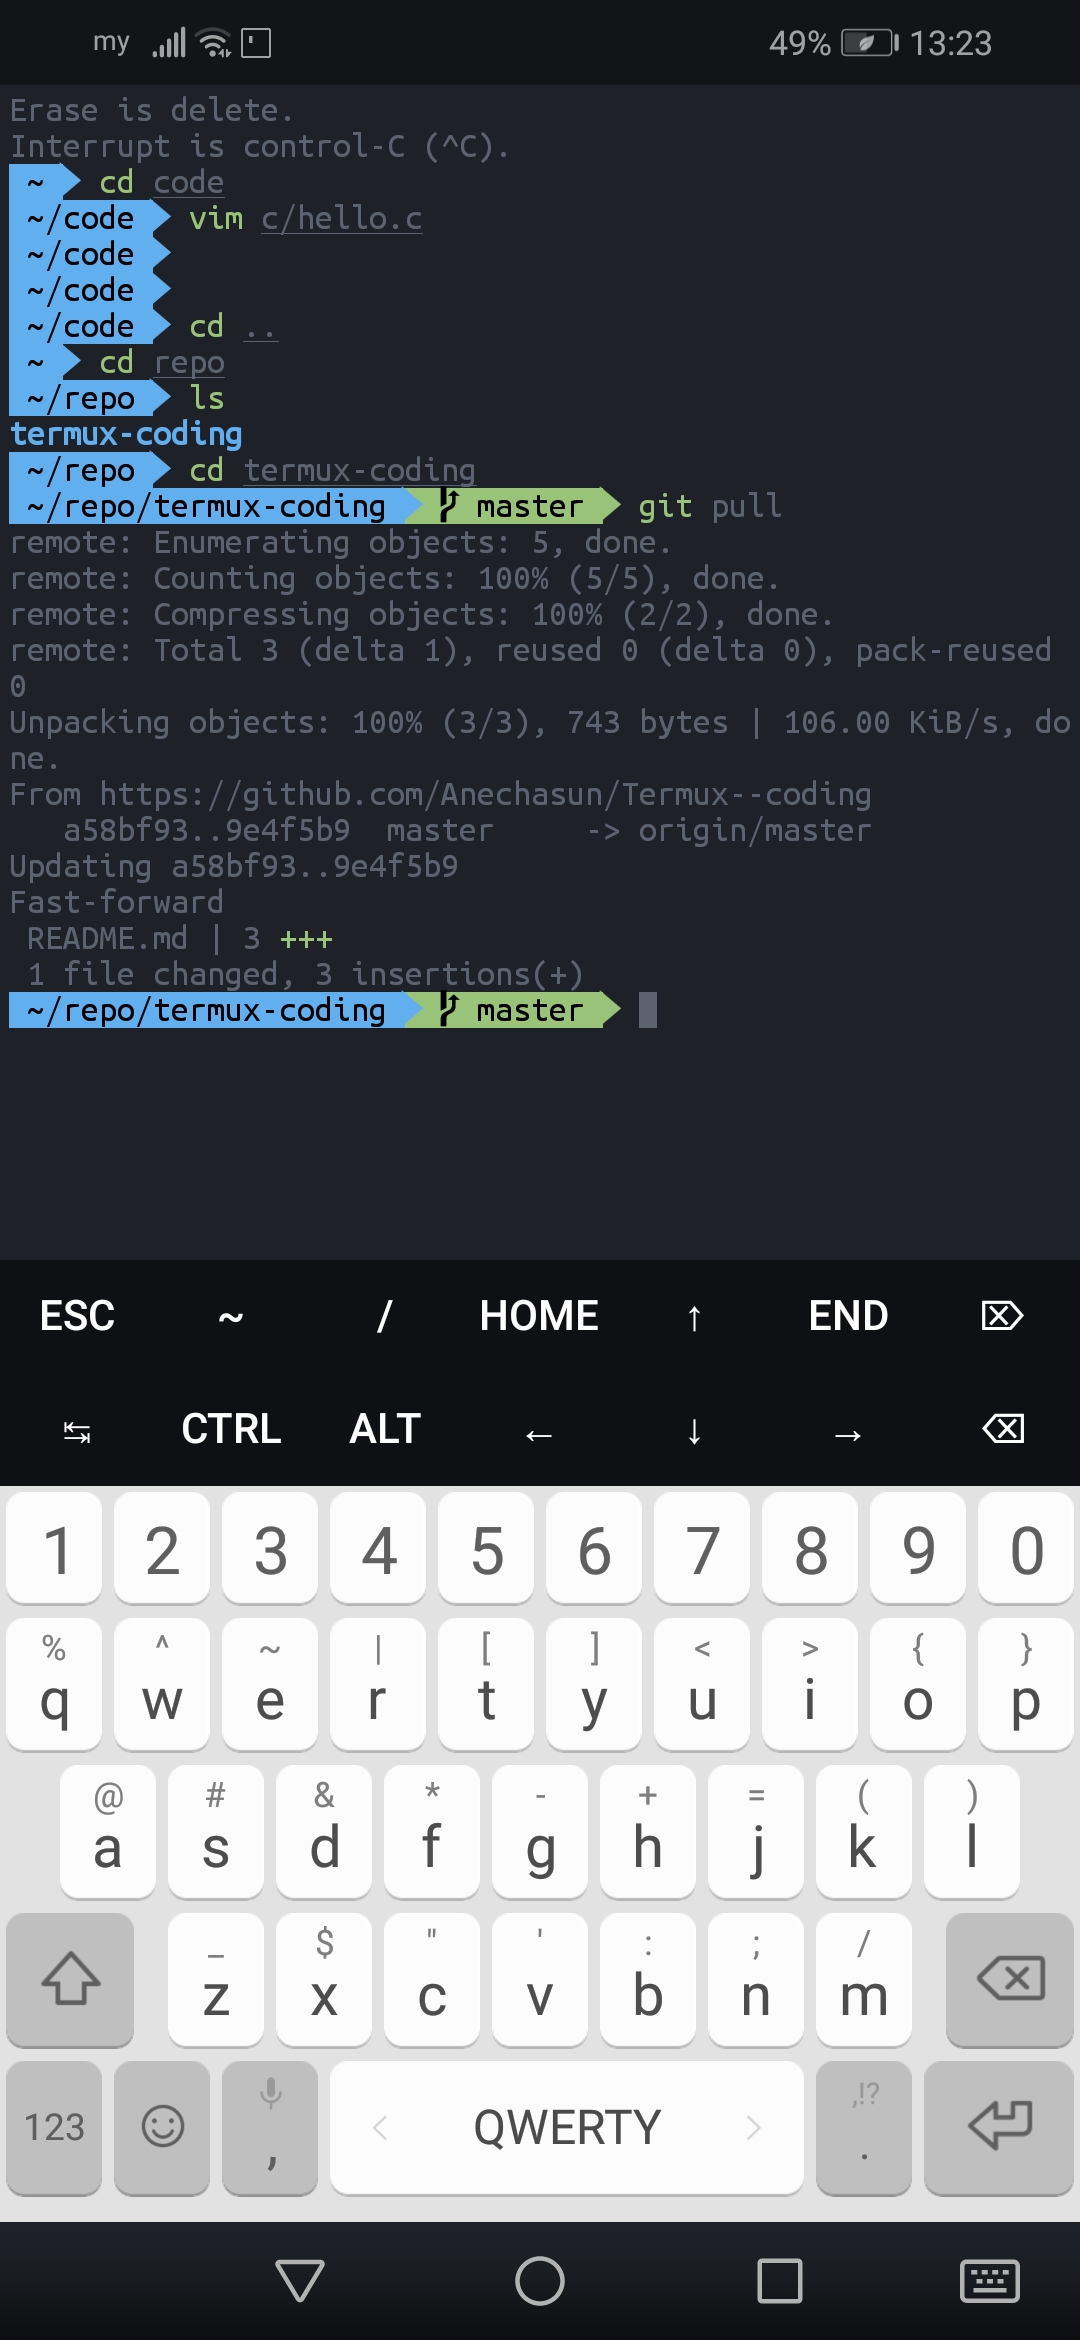 my 49% 13:23
Erase is delete.
Interrupt is control-C (^C).
~ cd code
~/code vim c/hello.c
~/code
~/code
~/code cd ..
~ cd repo
~/repo ls
termux-coding
~/repo cd termux-coding
~/repo/termux-coding master git pull
remote: Enumerating objects: 5, done.
remote: Counting objects: 100% (5/5), done.
remote: Compressing objects: 100% (2/2), done.
remote: Total 3 (delta 1), reused 0 (delta 0), pack-reused
0
Unpacking objects: 100% (3/3), 743 bytes | 106.00 KiB/s, do
ne.
From https://github.com/Anechasun/Termux--coding
a58bf93..9e4f5b9 master -> origin/master
Updating a58bf93..9e4f5b9
Fast-forward
README.md | 3 +++
1 file changed, 3 insertions(+)
~/repo/termux-coding master
ESC ~ / HOME ↑ END ⌦
↹ CTRL ALT ← ↓ → ⌫
1 2 3 4 5 6 7 8 9 0
% ^ ~ | [ ] < > { }
q w e r t y u i o p
@ # & * - + = ( )
a s d f g h j k l
_ $ " ' : ; /
z x c v b n m
,!?
123 , < QWERTY > .